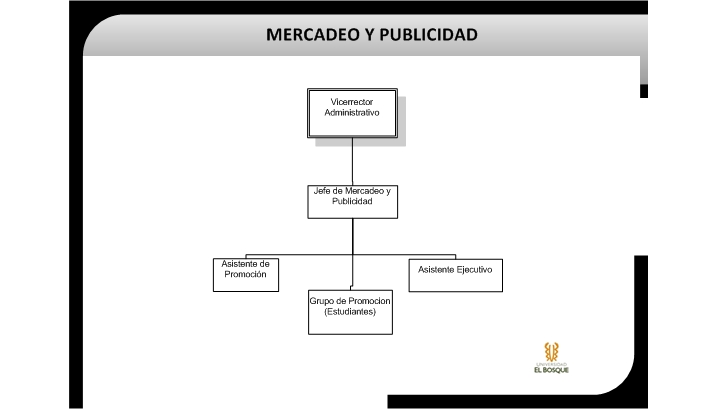 MERCADEO Y PUBLICIDAD
Vicerrector
Administrativo
Jefe de Mercadeo y
Publicidad
Asistente de
Promoción
Asistente Ejecutivo
Grupo de Promocion
(Estudiantes)
UNIVERSIDAD
EL BOSQUE